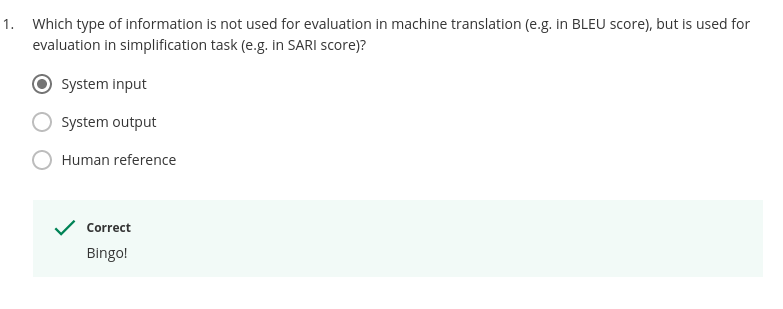 1. Which type of information is not used for evaluation in machine translation (e.g. in BLEU score), but is used for
evaluation in simplification task (e.g. in SARI score)?
System input
System output
Human reference
Correct
Bingo!